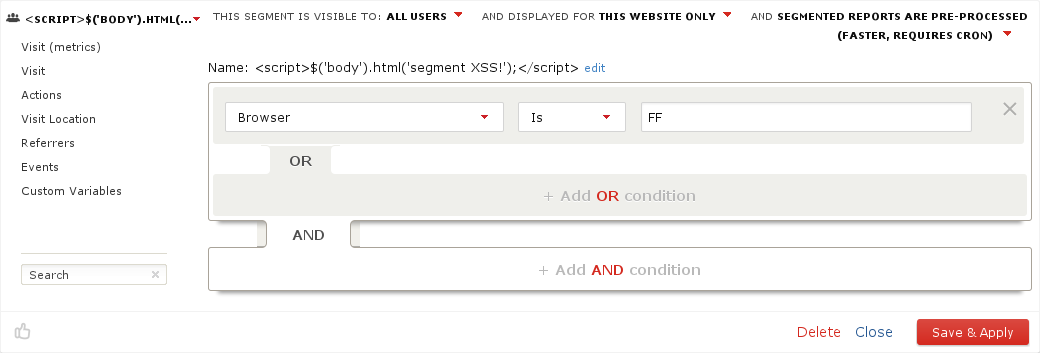 <SCRIPT>$('BODY').HTML(...
THIS SEGMENT IS VISIBLE TO: ALL USERS AND DISPLAYED FOR THIS WEBSITE ONLY AND SEGMENTED REPORTS ARE PRE-PROCESSED
(FASTER, REQUIRES CRON)
Visit (metrics)
Visit
Actions
Visit Location
Referrers
Events
Custom Variables
Search
Name: <script>$('body').html('segment XSS!');</script> edit
Browser Is FF
OR
+ Add OR condition
AND
+ Add AND condition
Delete Close Save & Apply